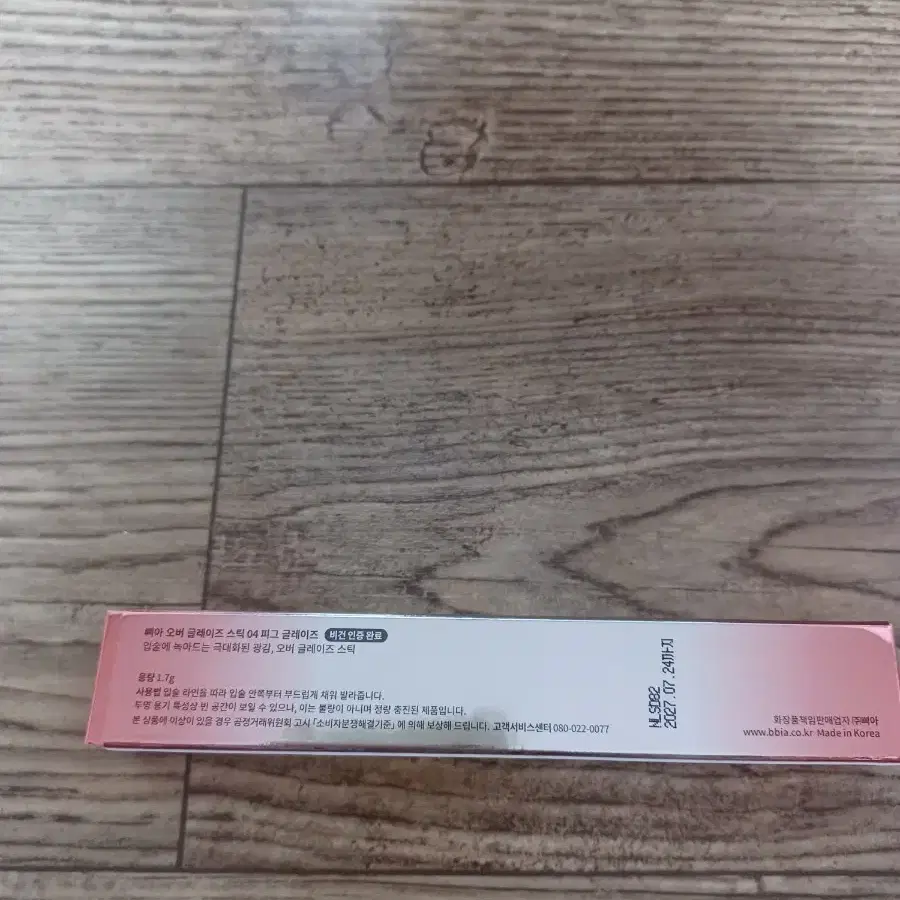 삐아 오버 글레이즈 스틱 04 피그 글레이즈 비건 인증 완료
입술에 녹아드는 극대화된 광감, 오버 글레이즈 스틱
용량 1.7g
사용법 입술 라인을 따라 입술 안쪽부터 부드럽게 채워 발라줍니다.
투명 용기 특성상 빈 공간이 보일 수 있으나, 이는 불량이 아니며 정량 충진된 제품입니다.
본 상품에 이상이 있을 경우 공정거래위원회 고시 「소비자분쟁해결기준」에 의해 보상해 드립니다. 고객서비스센터 080-022-0077
NLSD82
2027.07.24까지
화장품책임판매업자 ㈜삐아
www.bbia.co.kr Made in Korea